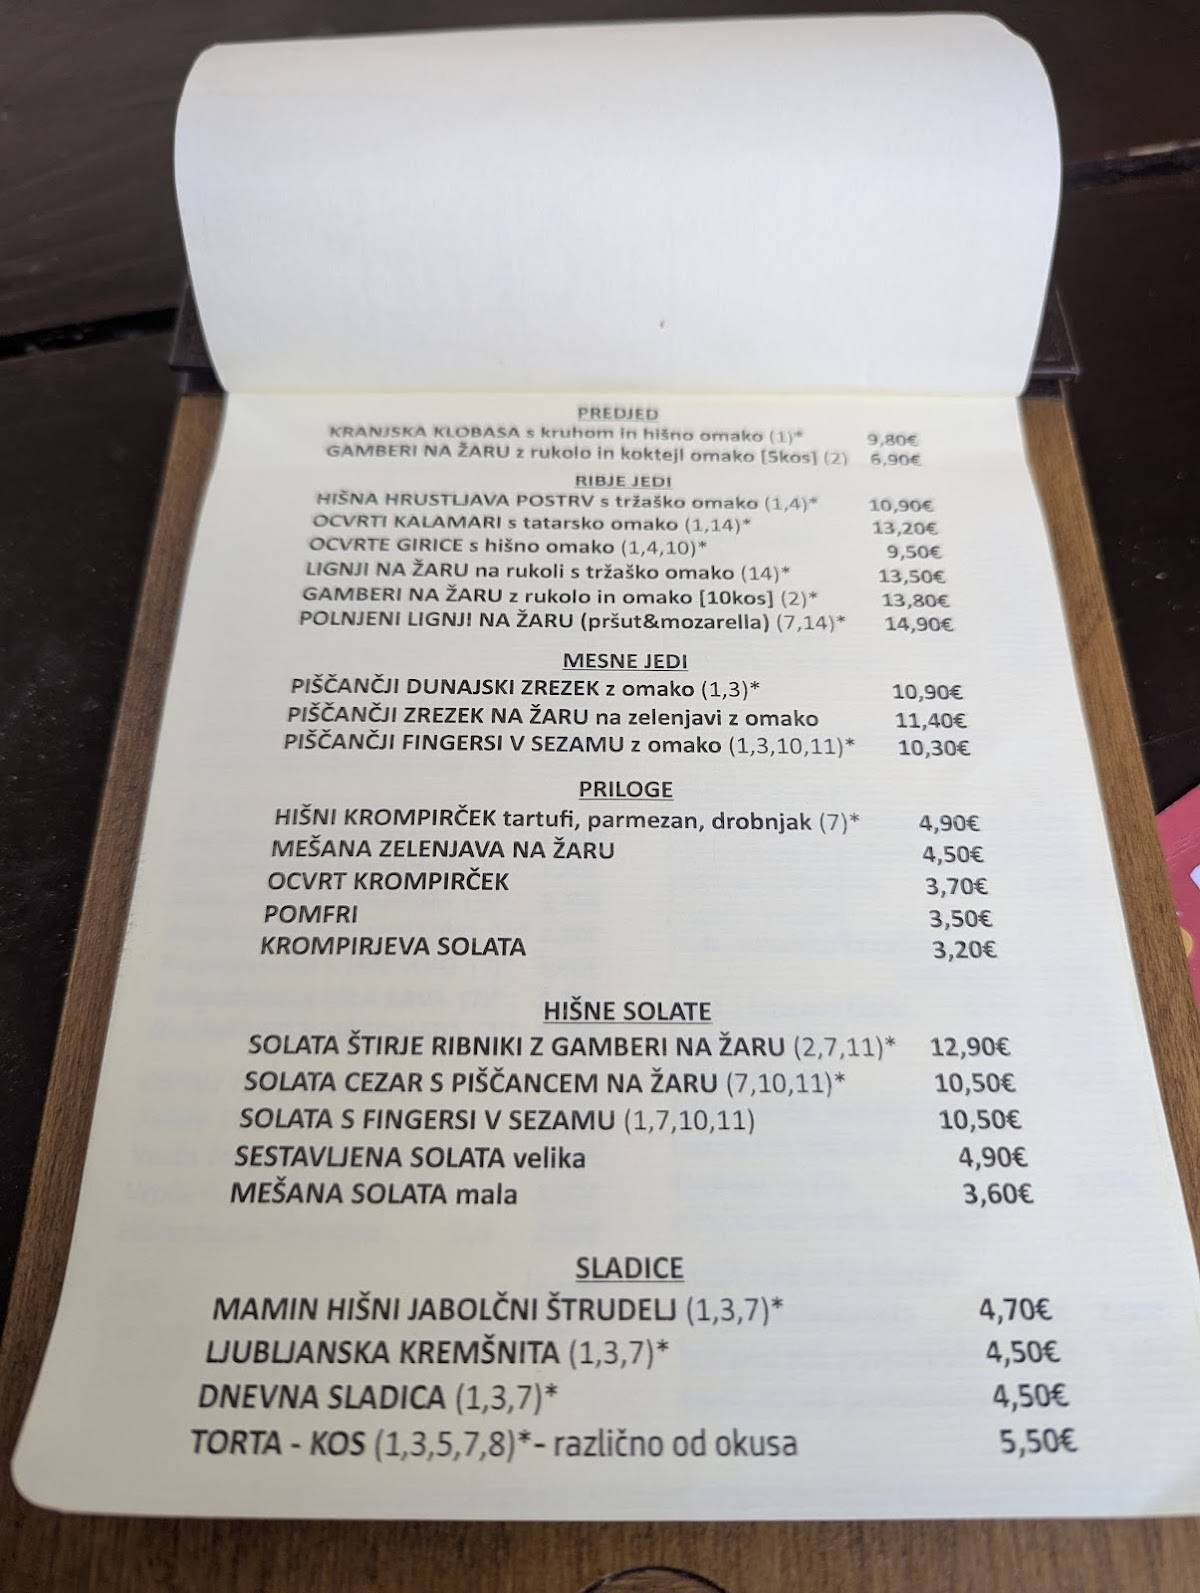 PREDJED
KRANJSKA KLOBASA s kruhom in hišno omako (1)* 9,80€
GAMBERI NA ŽARU z rukolo in koktejl omako [5kos] (2) 6,90€
RIBJE JEDI
HIŠNA HRUSTLJAVA POSTRV s tržaško omako (1,4)* 10,90€
OCVRTI KALAMARI s tatarsko omako (1,14)* 13,20€
OCVRTE GIRICE s hišno omako (1,4,10)* 9,50€
LIGNJI NA ŽARU na rukoli s tržaško omako (14)* 13,50€
GAMBERI NA ŽARU z rukolo in omako [10kos] (2)* 13,80€
POLNJENI LIGNJI NA ŽARU (pršut&mozarella) (7,14)* 14,90€
MESNE JEDI
PIŠČANČJI DUNAJSKI ZREZEK z omako (1,3)* 10,90€
PIŠČANČJI ZREZEK NA ŽARU na zelenjavi z omako 11,40€
PIŠČANČJI FINGERSI V SEZAMU z omako (1,3,10,11)* 10,30€
PRILOGE
HIŠNI KROMPIRČEK tartufi, parmezan, drobnjak (7)* 4,90€
MEŠANA ZELENJAVA NA ŽARU 4,50€
OCVRT KROMPIRČEK 3,70€
POMFRI 3,50€
KROMPIRJEVA SOLATA 3,20€
HIŠNE SOLATE
SOLATA ŠTIRJE RIBNIKI Z GAMBERI NA ŽARU (2,7,11)* 12,90€
SOLATA CEZAR S PIŠČANCEM NA ŽARU (7,10,11)* 10,50€
SOLATA S FINGERSI V SEZAMU (1,7,10,11) 10,50€
SESTAVLJENA SOLATA velika 4,90€
MEŠANA SOLATA mala 3,60€
SLADICE
MAMIN HIŠNI JABOLČNI ŠTRUDELJ (1,3,7)* 4,70€
LJUBLJANSKA KREMŠNITA (1,3,7)* 4,50€
DNEVNA SLADICA (1,3,7)* 4,50€
TORTA - KOS (1,3,5,7,8)*- različno od okusa 5,50€